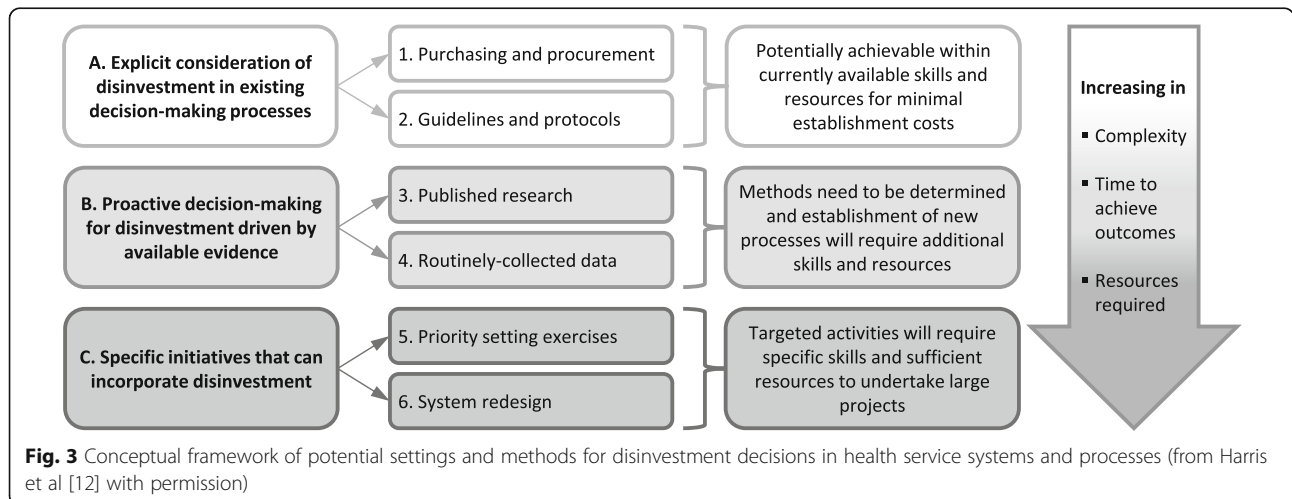 A. Explicit consideration of
disinvestment in existing
decision-making processes
1. Purchasing and procurement
2. Guidelines and protocols
Potentially achievable within
currently available skills and
resources for minimal
establishment costs
B. Proactive decision-making
for disinvestment driven by
available evidence
3. Published research
4. Routinely-collected data
Methods need to be determined
and establishment of new
processes will require additional
skills and resources
C. Specific initiatives that can
incorporate disinvestment
5. Priority setting exercises
6. System redesign
Targeted activities will require
specific skills and sufficient
resources to undertake large
projects
Increasing in
▪ Complexity
▪ Time to
achieve
outcomes
▪ Resources
required
Fig. 3 Conceptual framework of potential settings and methods for disinvestment decisions in health service systems and processes (from Harris
et al [12] with permission)